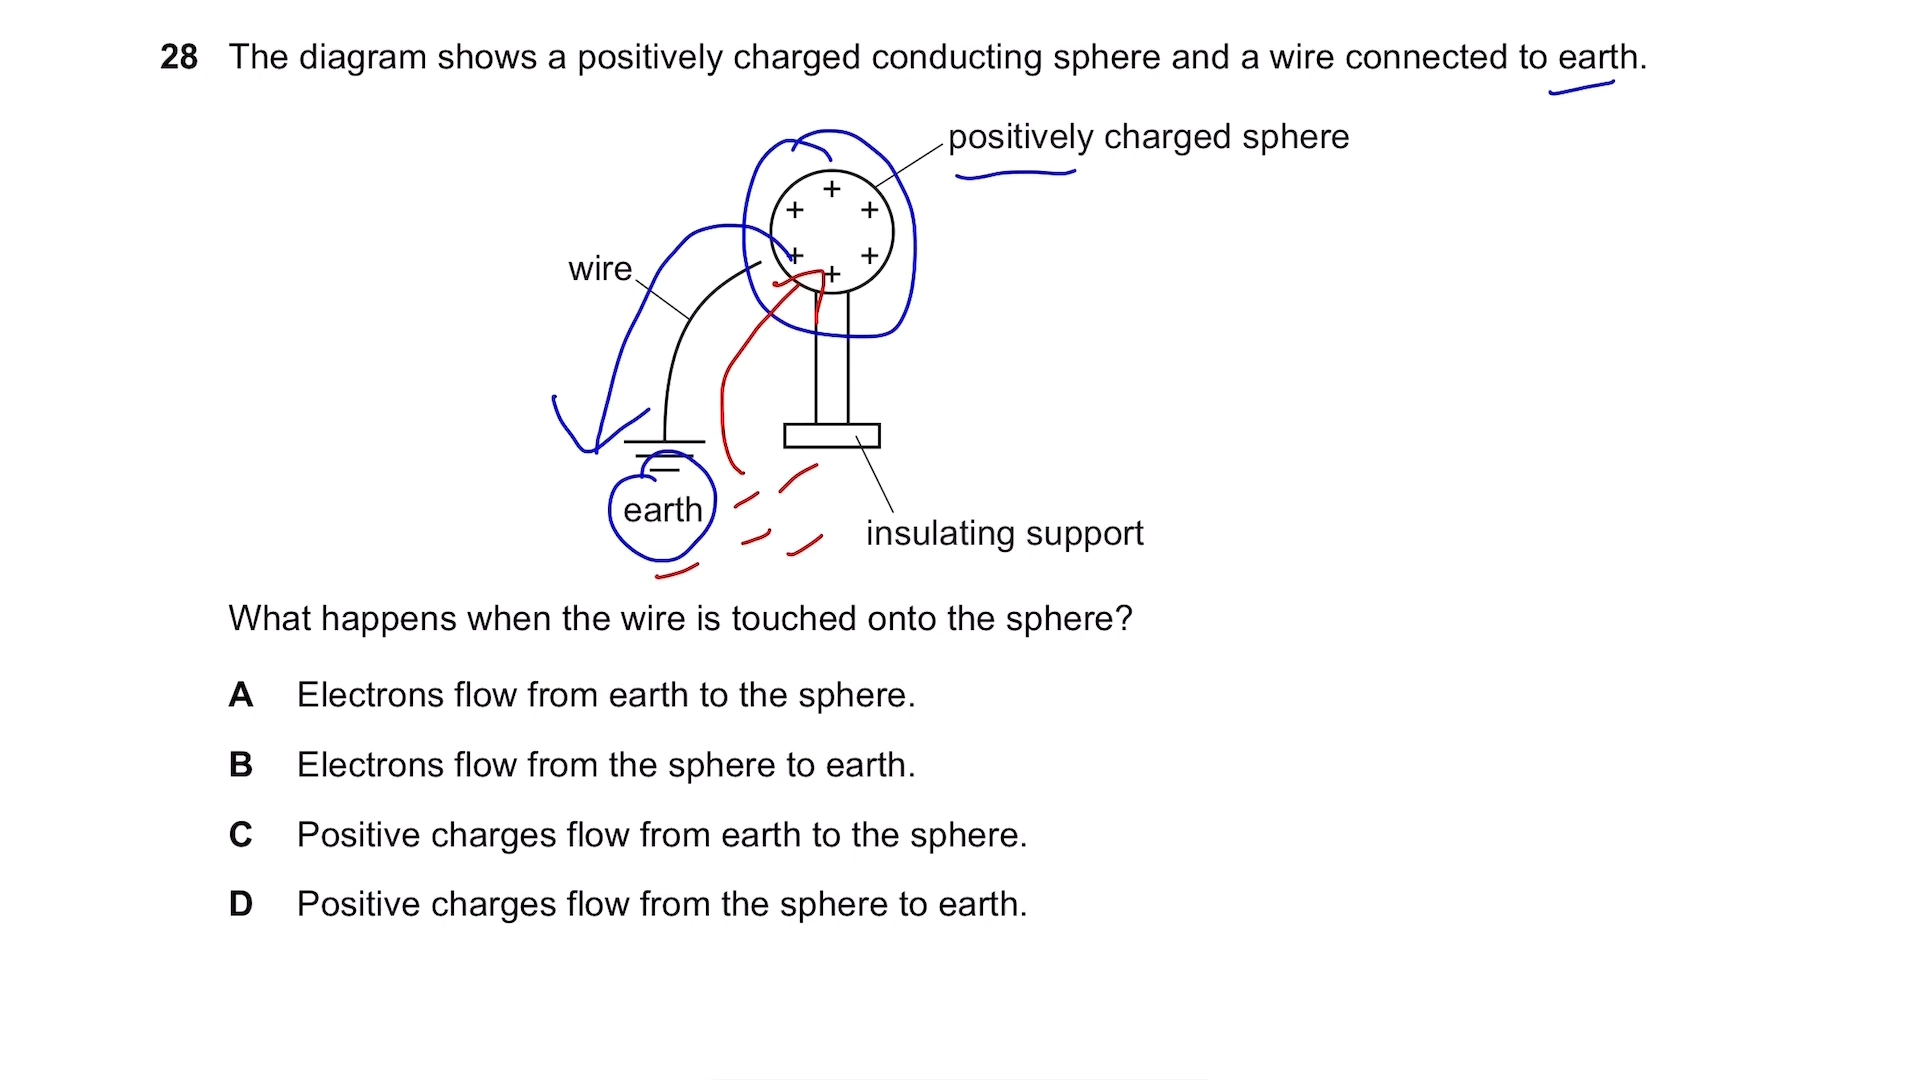 28 The diagram shows a positively charged conducting sphere and a wire connected to earth.
positively charged sphere
+
+ +
wire
+ +
+
earth
insulating support
What happens when the wire is touched onto the sphere?
A Electrons flow from earth to the sphere.
B Electrons flow from the sphere to earth.
C Positive charges flow from earth to the sphere.
D Positive charges flow from the sphere to earth.